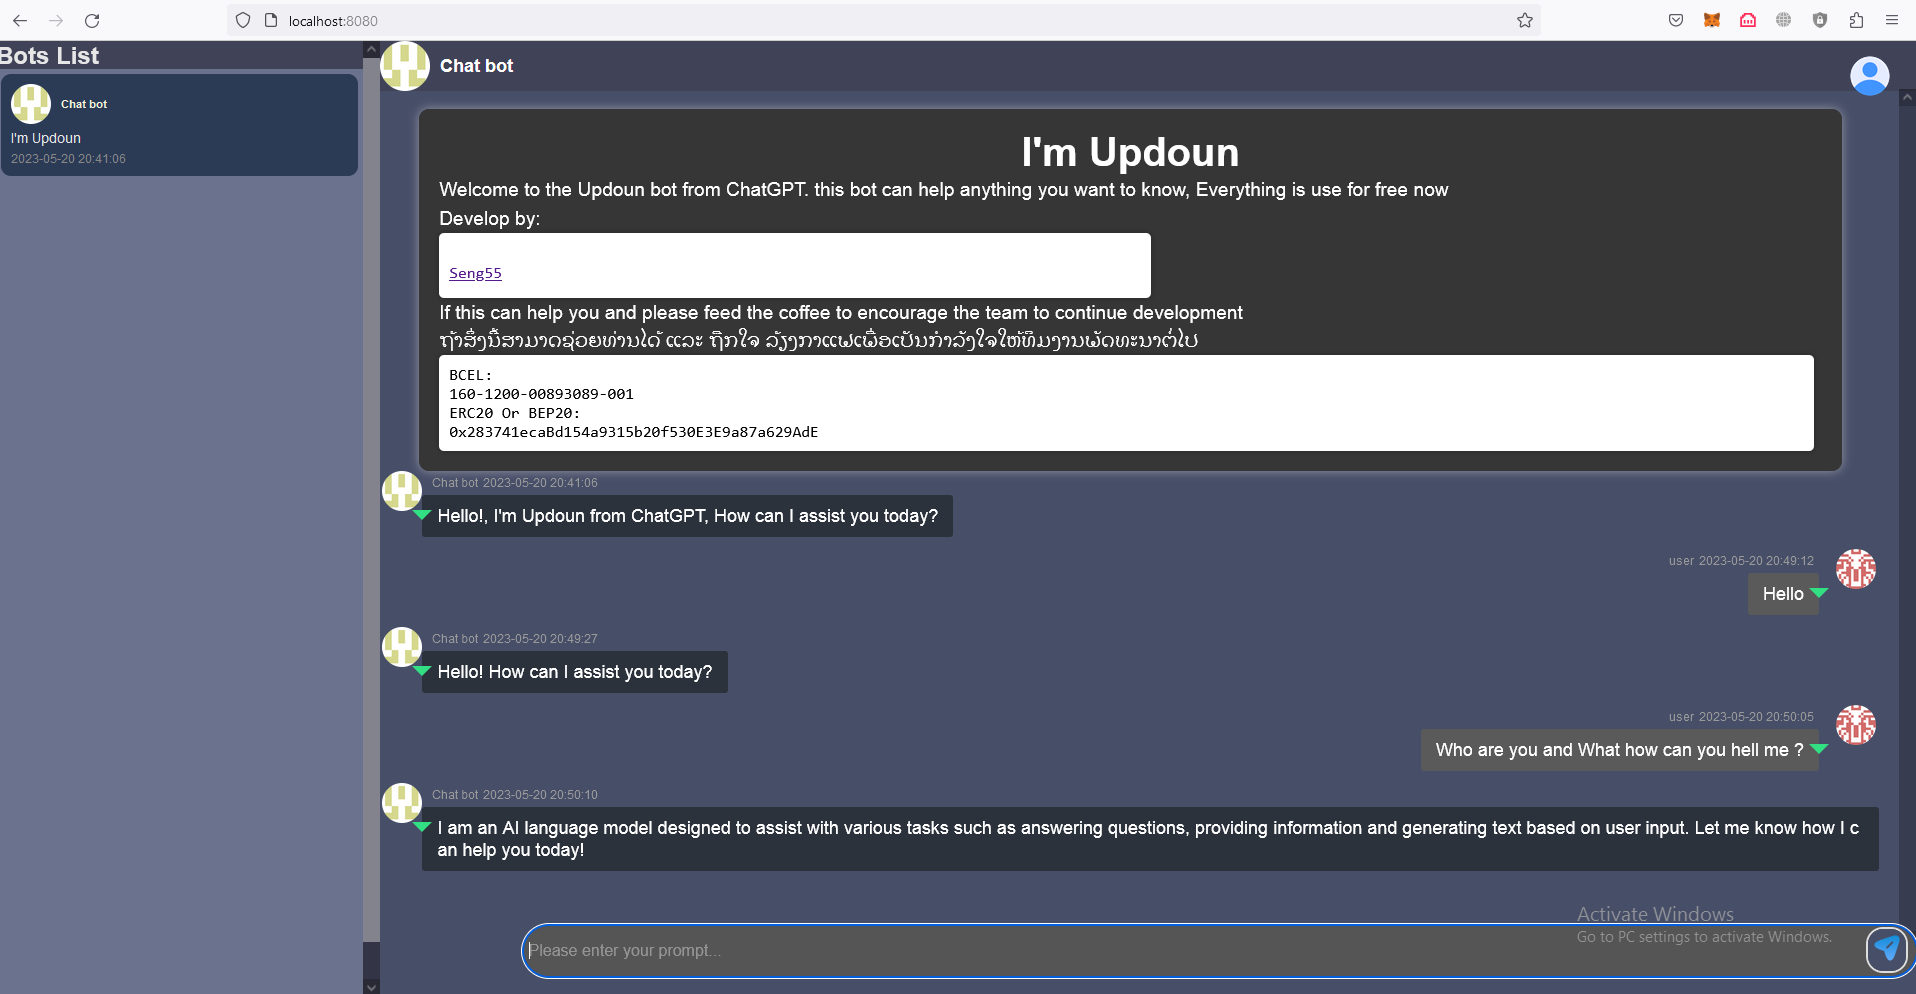 localhost:8080
Bots List
Chat bot
I'm Updoun
2023-05-20 20:41:06
Chat bot
I'm Updoun
Welcome to the Updoun bot from ChatGPT. this bot can help anything you want to know, Everything is use for free now
Develop by:
Seng55
If this can help you and please feed the coffee to encourage the team to continue development
ຖ້າສິ່ງນີ້ສາມາດຊ່ວຍທ່ານໄດ້ ແລະ ຖືກໃຈ ລ້ຽງກາແຟເພື່ອເປັນກຳລັງໃຈໃຫ້ທິມງານພັດທະນາຕໍ່ໄປ
BCEL:
160-1200-00893089-001
ERC20 Or BEP20:
0x283741ecaBd154a9315b20f530E3E9a87a629AdE
Chat bot 2023-05-20 20:41:06
Hello!, I'm Updoun from ChatGPT, How can I assist you today?
user 2023-05-20 20:49:12
Hello
Chat bot 2023-05-20 20:49:27
Hello! How can I assist you today?
user 2023-05-20 20:50:05
Who are you and What how can you hell me ?
Chat bot 2023-05-20 20:50:10
I am an AI language model designed to assist with various tasks such as answering questions, providing information and generating text based on user input. Let me know how I c
an help you today!
Activate Windows
Go to PC settings to activate Windows.
Please enter your prompt...